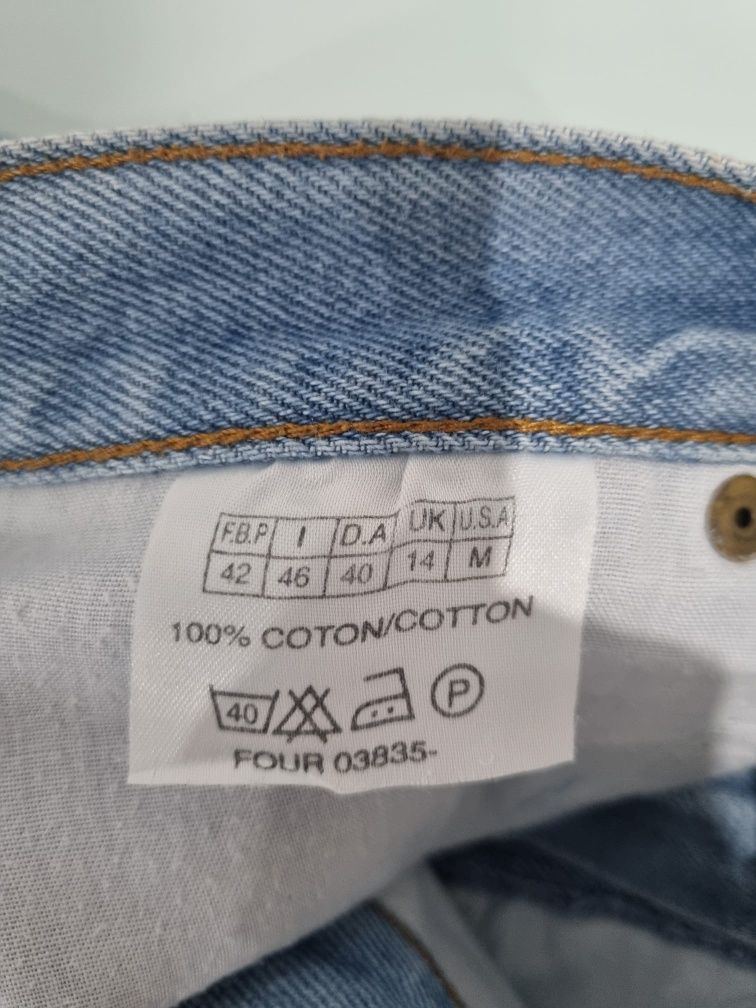 F.B.P I D.A UK U.S.A
42 46 40 14 M
100% COTON/COTTON
40 P
FOUR 03835-